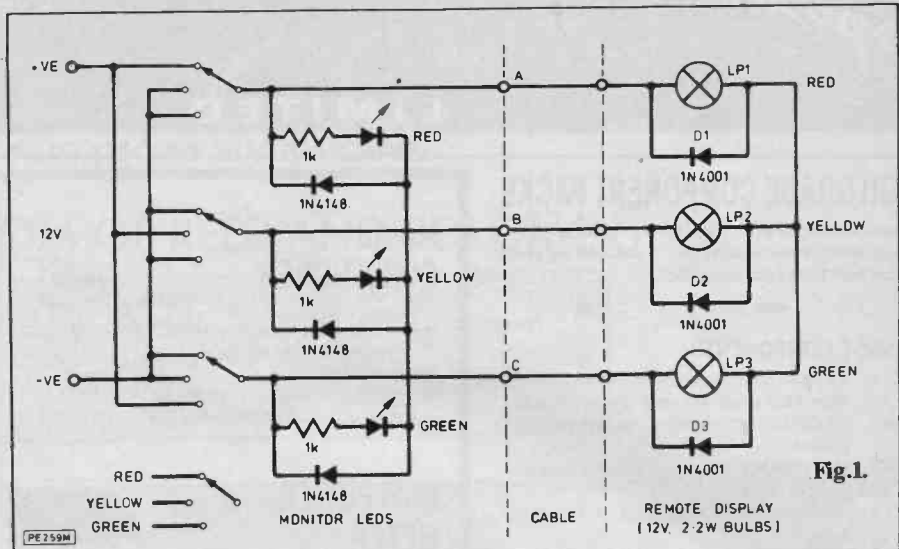 +VE
A
LP1
RED
RED
1k
D1
1N4001
1N4148
B
LP2
YELLOW
12V
YELLOW
1k
D2
1N4001
1N4148
-VE
C
LP3
GREEN
GREEN
1k
D3
1N4001
1N4148
Fig.1.
RED
YELLOW
GREEN
MONITOR LEDS
CABLE
REMOTE DISPLAY
(12V, 2·2W BULBS)
PE259M